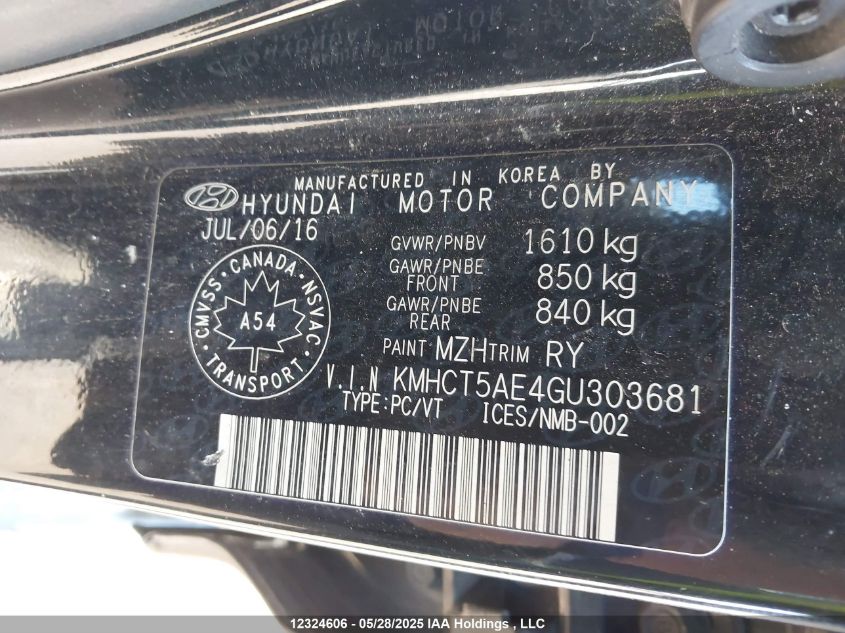 MANUFACTURED IN KOREA BY
HYUNDAI MOTOR COMPANY
JUL/06/16
GVWR/PNBV 1610 kg
GAWR/PNBE FRONT 850 kg
GAWR/PNBE REAR 840 kg
CANADA
CMVSS
NSVAC
A54
TRANSPORT
PAINT MZH TRIM RY
V.I.N KMHCT5AE4GU303681
TYPE:PC/VT ICES/NMB-002
12324606 - 05/28/2025 IAA Holdings , LLC